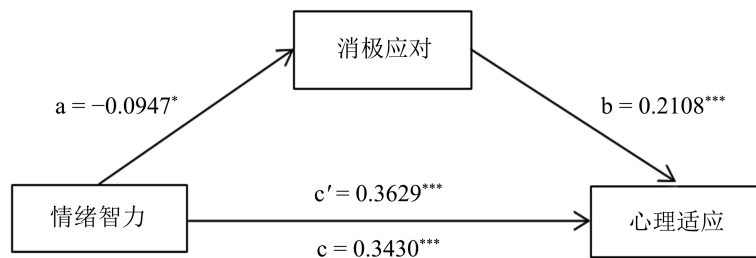 消极应对
a = −0.0947*
b = 0.2108***
c′ = 0.3629***
情绪智力
心理适应
c = 0.3430***